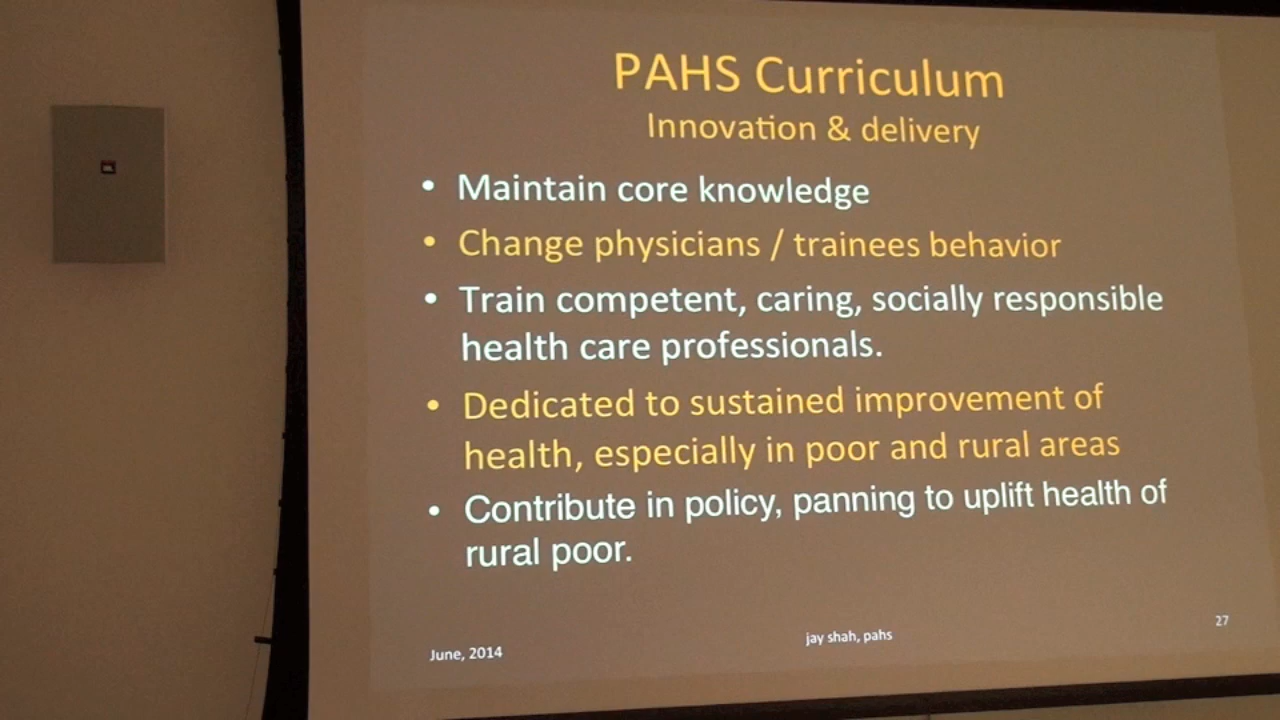 PAHS Curriculum
Innovation & delivery
• Maintain core knowledge
• Change physicians / trainees behavior
• Train competent, caring, socially responsible
health care professionals.
• Dedicated to sustained improvement of
health, especially in poor and rural areas
• Contribute in policy, panning to uplift health of
rural poor.
June, 2014
jay shah, pahs
27